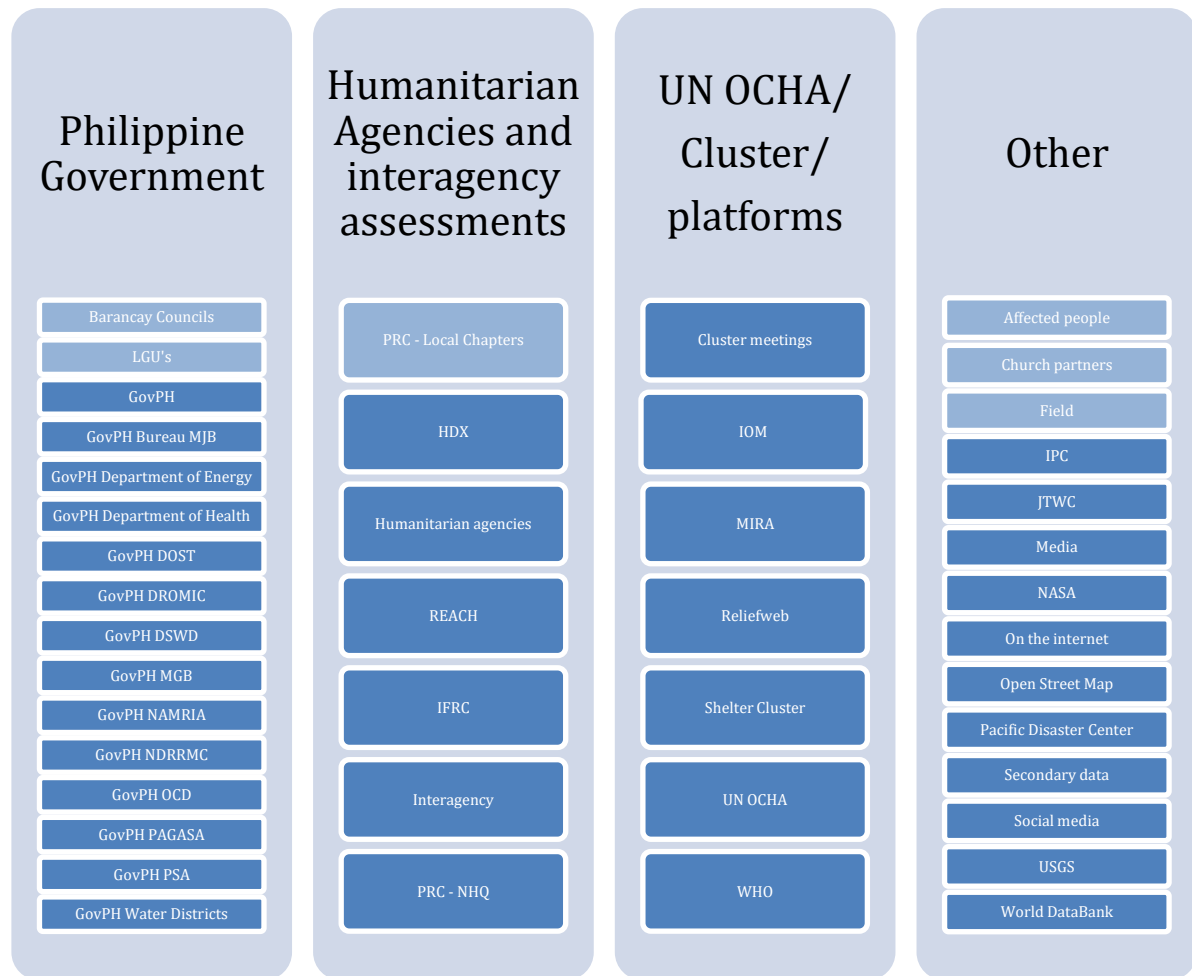 Philippine
Government
Barancay Councils
LGU's
GovPH
GovPH Bureau MJB
GovPH Department of Energy
GovPH Department of Health
GovPH DOST
GovPH DROMIC
GovPH DSWD
GovPH MGB
GovPH NAMRIA
GovPH NDRRMC
GovPH OCD
GovPH PAGASA
GovPH PSA
GovPH Water Districts
Humanitarian
Agencies and
interagency
assessments
PRC - Local Chapters
HDX
Humanitarian agencies
REACH
IFRC
Interagency
PRC - NHQ
UN OCHA/
Cluster/
platforms
Cluster meetings
IOM
MIRA
Reliefweb
Shelter Cluster
UN OCHA
WHO
Other
Affected people
Church partners
Field
IPC
JTWC
Media
NASA
On the internet
Open Street Map
Pacific Disaster Center
Secondary data
Social media
USGS
World DataBank